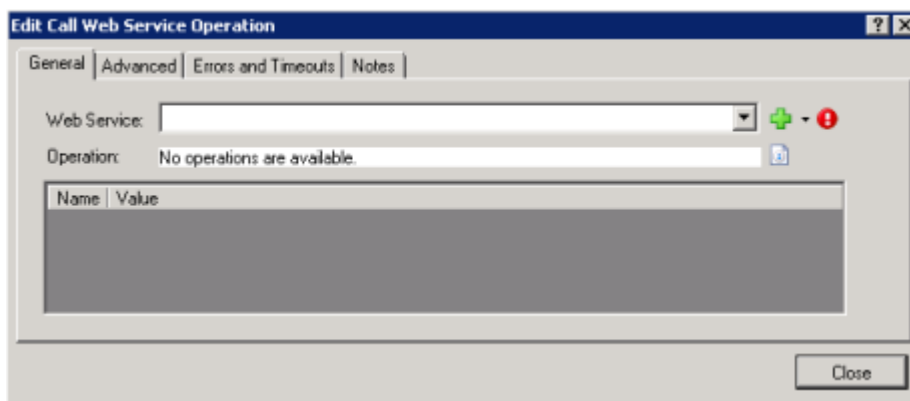 Edit Call Web Service Operation
General Advanced Errors and Timeouts Notes
Web Service:
Operation: No operations are available.
Name Value
Close